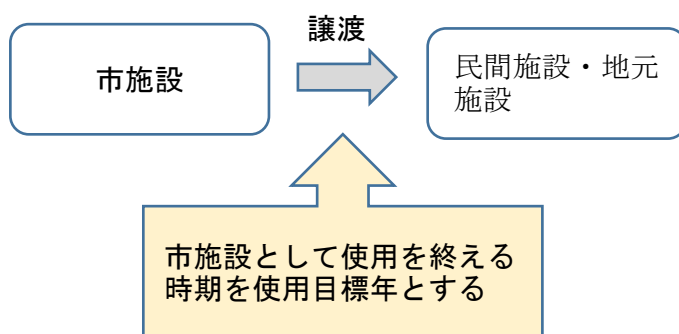 譲渡
市施設
民間施設・地元
施設
市施設として使用を終える
時期を使用目標年とする